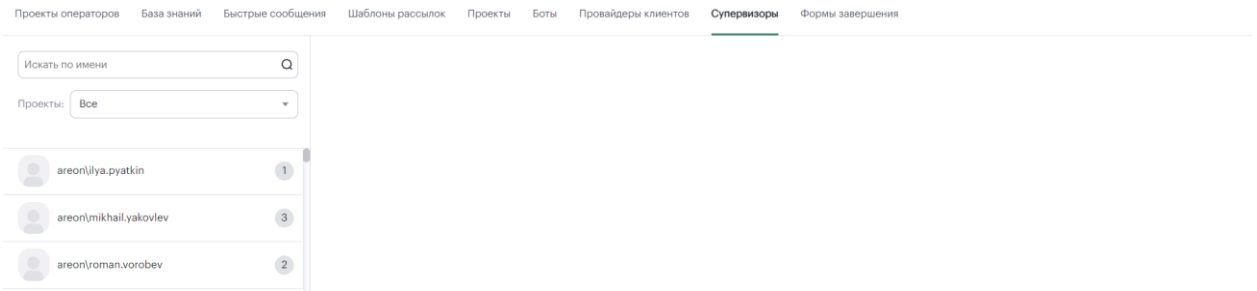 Проекты операторов База знаний Быстрые сообщения Шаблоны рассылок Проекты Боты Провайдеры клиентов Супервизоры Формы завершения
Искать по имени
Проекты: Все
areon\ilya.pyatkin 1
areon\mikhail.yakovlev 3
areon\roman.vorobev 2